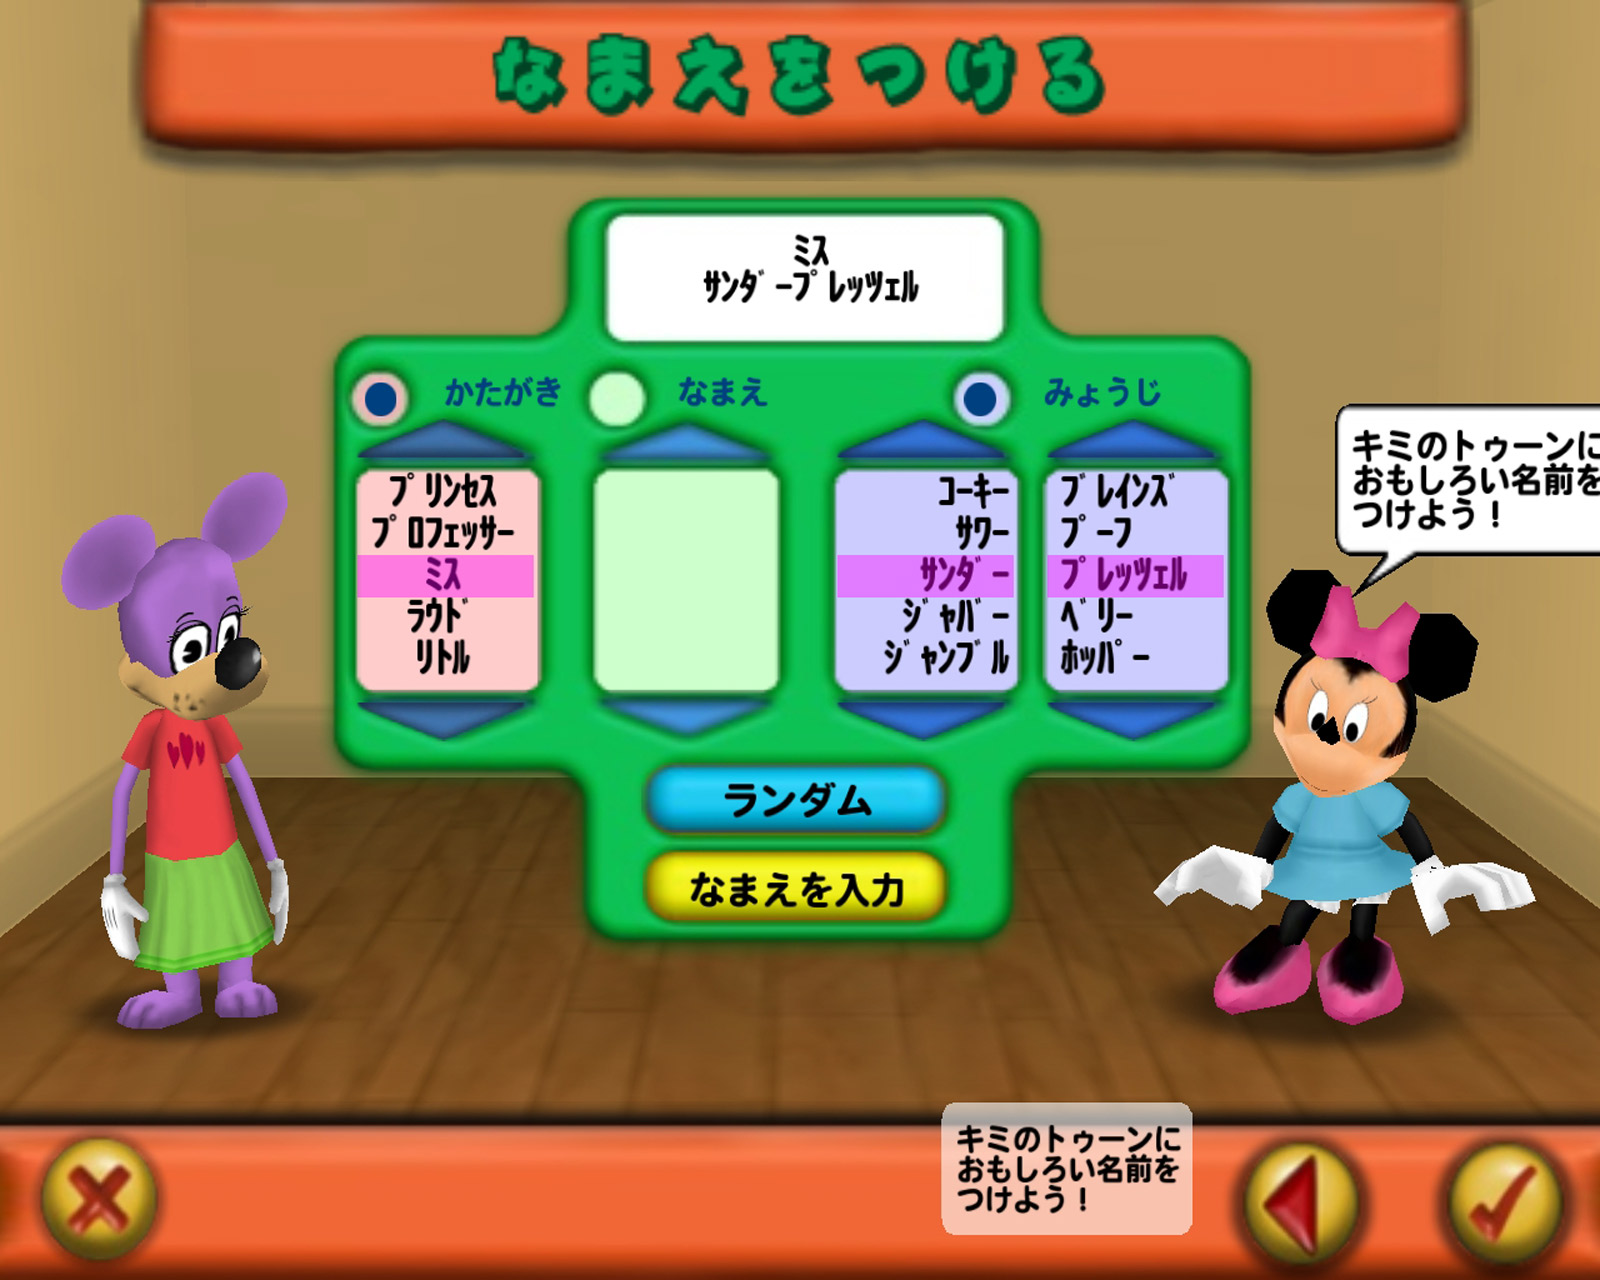 なまえをつける
ミス
サンダープレッツェル
かたがき
なまえ
みょうじ
プリンセス
プロフェッサー
ミス
ラウド
リトル
コーキー
サワー
サンダー
ジャバー
ジャンブル
ブレインズ
プーフ
プレッツェル
ベリー
ホッパー
ランダム
なまえを入力
キミのトゥーンに
おもしろい名前を
つけよう！
キミのトゥーンに
おもしろい名前を
つけよう！